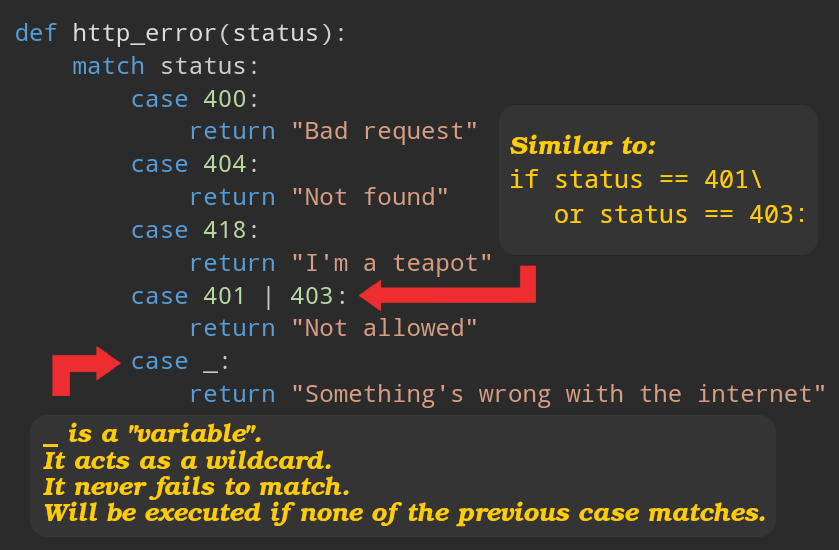 def http_error(status):
    match status:
        case 400:
            return "Bad request"
        case 404:
            return "Not found"
        case 418:
            return "I'm a teapot"
        case 401 | 403:
            return "Not allowed"
        case _:
            return "Something's wrong with the internet"
Similar to:
if status == 401\
   or status == 403:
_ is a "variable".
It acts as a wildcard.
It never fails to match.
Will be executed if none of the previous case matches.